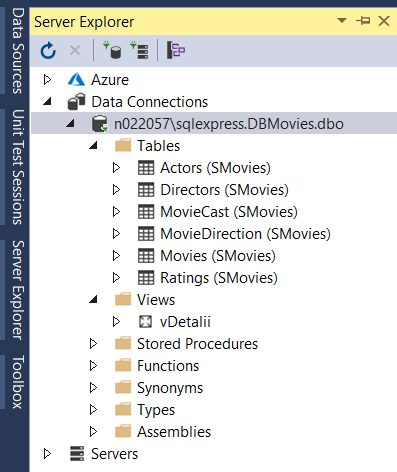 Data Sources
Unit Test Sessions
Server Explorer
Toolbox
Server Explorer
Azure
Data Connections
n022057\sqlexpress.DBMovies.dbo
Tables
Actors (SMovies)
Directors (SMovies)
MovieCast (SMovies)
MovieDirection (SMovies)
Movies (SMovies)
Ratings (SMovies)
Views
vDetalii
Stored Procedures
Functions
Synonyms
Types
Assemblies
Servers